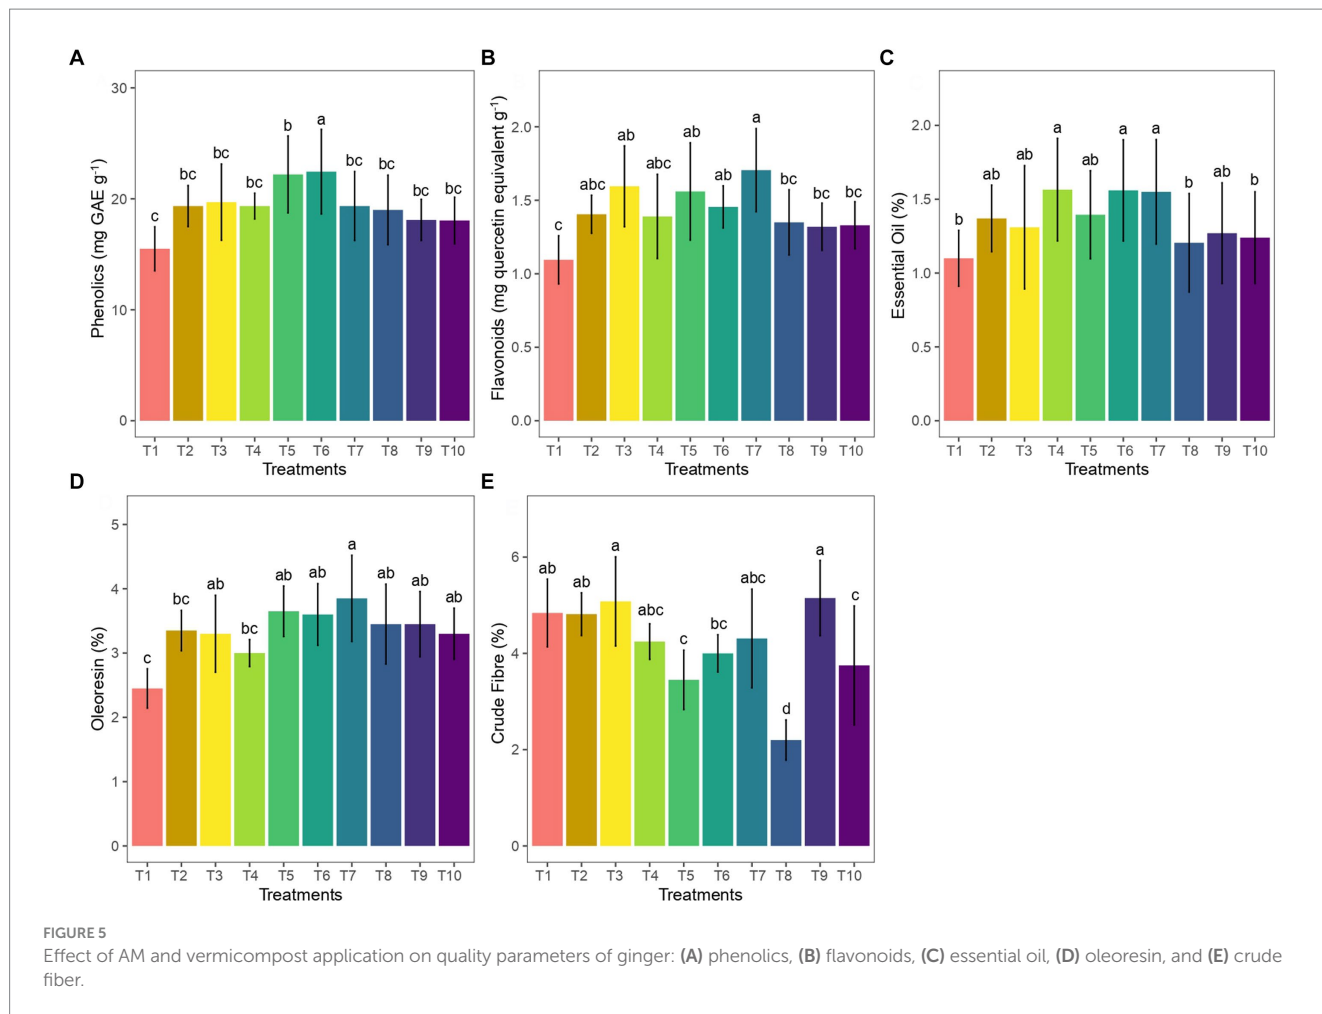 A
Phenolics (mg GAE g-1)
30
20
10
0
c
bc
bc
bc
b
a
bc
bc
bc
bc
T1 T2 T3 T4 T5 T6 T7 T8 T9 T10
Treatments
B
Flavonoids (mg quercetin equivalent g-1)
2.0
1.5
1.0
0.5
0.0
c
abc
ab
abc
ab
ab
a
bc
bc
bc
T1 T2 T3 T4 T5 T6 T7 T8 T9 T10
Treatments
C
Essential Oil (%)
2.0
1.5
1.0
0.5
0.0
b
ab
ab
a
ab
a
a
b
ab
b
T1 T2 T3 T4 T5 T6 T7 T8 T9 T10
Treatments
D
Oleoresin (%)
5
4
3
2
1
0
c
bc
ab
bc
ab
ab
a
ab
ab
ab
T1 T2 T3 T4 T5 T6 T7 T8 T9 T10
Treatments
E
Crude Fibre (%)
6
4
2
0
ab
ab
a
abc
c
bc
abc
d
a
c
T1 T2 T3 T4 T5 T6 T7 T8 T9 T10
Treatments
FIGURE 5
Effect of AM and vermicompost application on quality parameters of ginger: (A) phenolics, (B) flavonoids, (C) essential oil, (D) oleoresin, and (E) crude
fiber.